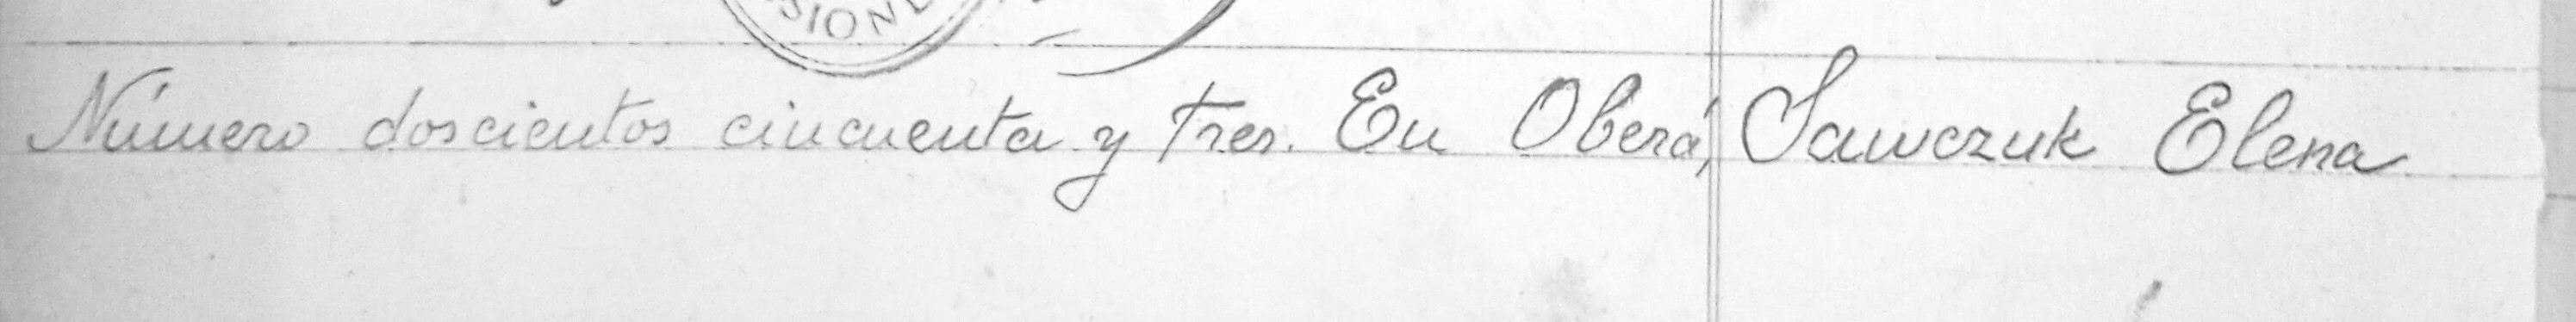 Número doscientos cincuenta y tres. En Oberá, Sawczuk Elena